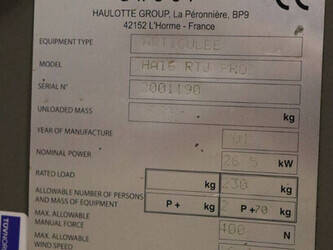 HAULOTTE GROUP, La Péronnière, BP9
42152 L'Horme - France
EQUIPMENT TYPE ARTICULEE
MODEL HA16 RTJ PRO
SERIAL N°
UNLOADED MASS kg
YEAR OF MANUFACTURE
NOMINAL POWER 26.5 kW
RATED LOAD kg 230 kg
ALLOWABLE NUMBER OF PERSONS
AND MASS OF EQUIPMENT P + kg 2 P + 70 kg
MAX. ALLOWABLE
MANUAL FORCE 400 N
MAX. ALLOWABLE
WIND SPEED